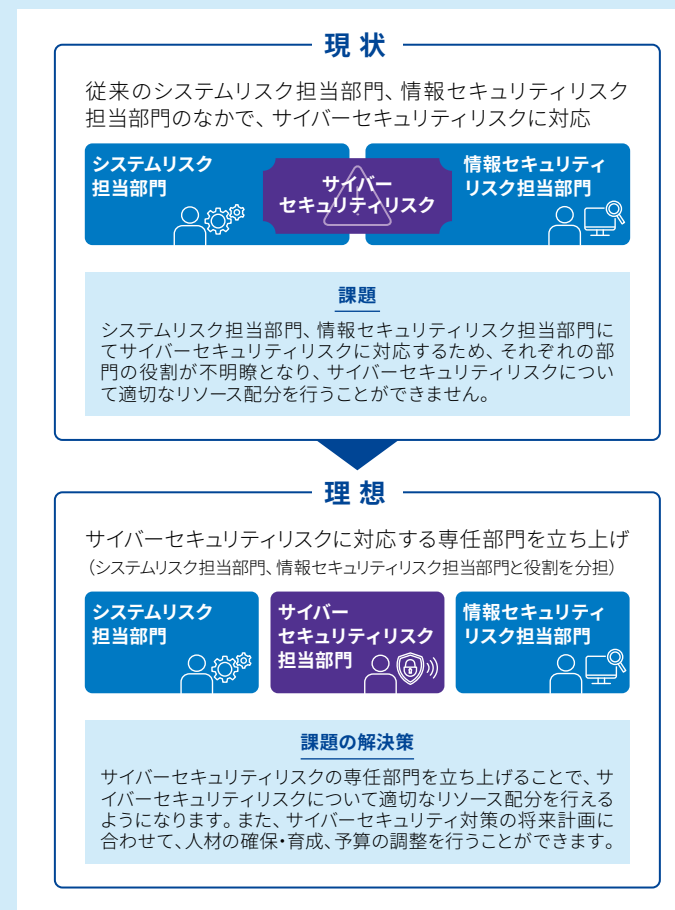 現状
従来のシステムリスク担当部門、情報セキュリティリスク
担当部門のなかで、サイバーセキュリティリスクに対応
システムリスク
担当部門
サイバー
セキュリティリスク
情報セキュリティ
リスク担当部門
課題
システムリスク担当部門、情報セキュリティリスク担当部門に
てサイバーセキュリティリスクに対応するため、それぞれの部
門の役割が不明瞭となり、サイバーセキュリティリスクについ
て適切なリソース配分を行うことができません。
理想
サイバーセキュリティリスクに対応する専任部門を立ち上げ
（システムリスク担当部門、情報セキュリティリスク担当部門と役割を分担）
システムリスク
担当部門
サイバー
セキュリティリスク
担当部門
情報セキュリティ
リスク担当部門
課題の解決策
サイバーセキュリティリスクの専任部門を立ち上げることで、サ
イバーセキュリティリスクについて適切なリソース配分を行える
ようになります。また、サイバーセキュリティ対策の将来計画に
合わせて、人材の確保・育成、予算の調整を行うことができます。